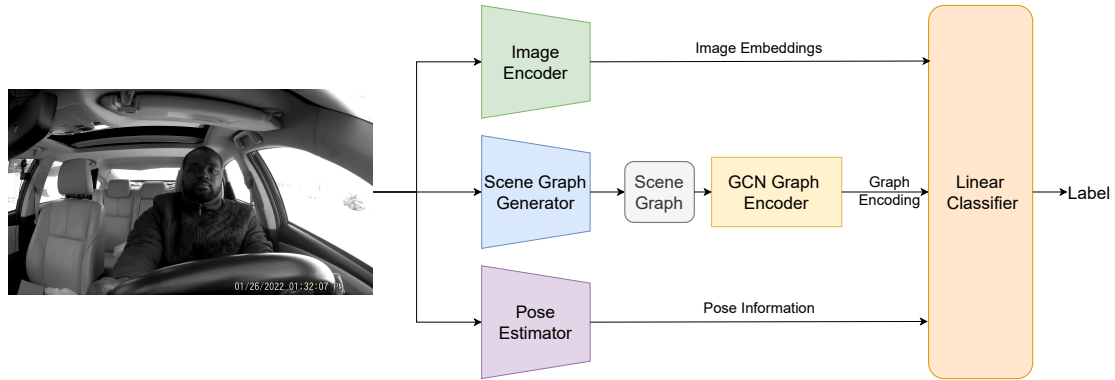 Image
Encoder
Image Embeddings
Scene Graph
Generator
Scene
Graph
GCN Graph
Encoder
Graph
Encoding
Linear
Classifier
Label
Pose
Estimator
Pose Information
01/26/2022 01:32:07 PM